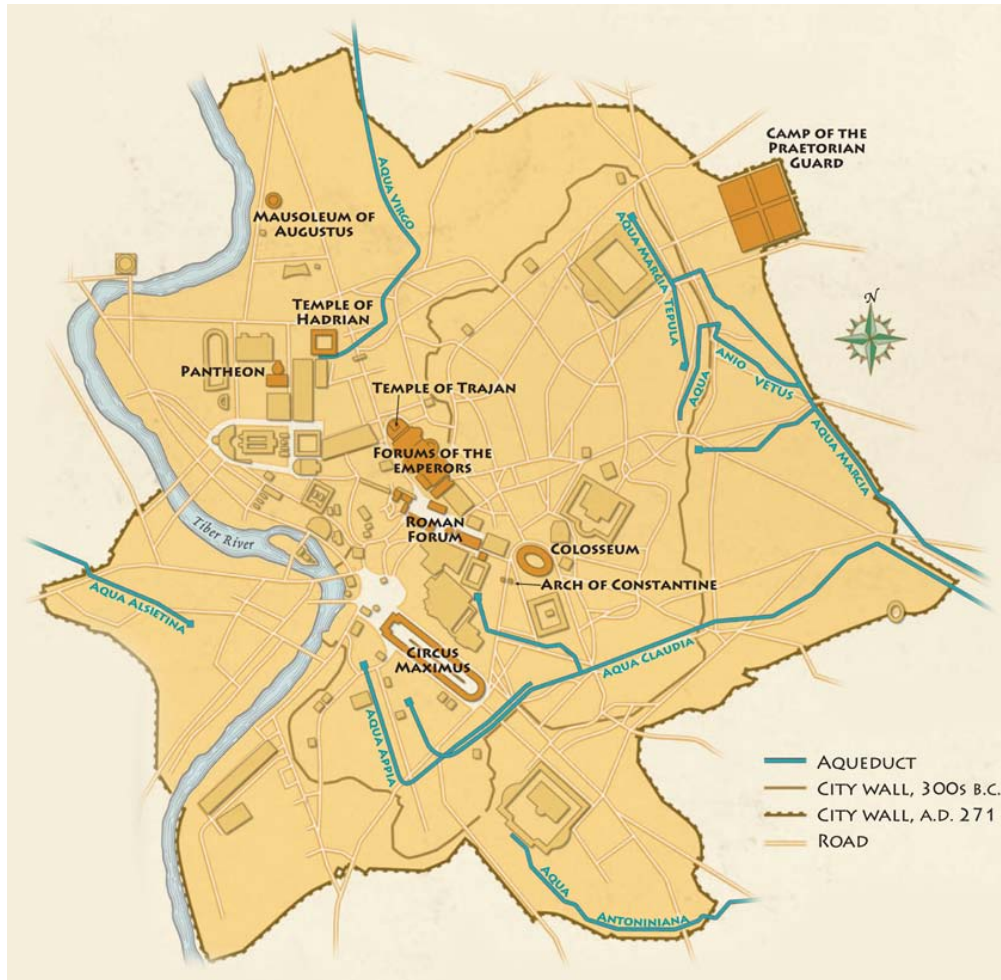 CAMP OF THE
PRAETORIAN
GUARD
AQUA VIRGO
MAUSOLEUM OF
AUGUSTUS
AQUA MARCIA TEPULA
N
TEMPLE OF
HADRIAN
PANTHEON
TEMPLE OF TRAJAN
AQUA
ANIO VETUS
AQUA MARCIA
FORUMS OF THE
EMPERORS
ROMAN
FORUM
Tiber River
COLOSSEUM
ARCH OF CONSTANTINE
AQUA ALSIETINA
CIRCUS
MAXIMUS
AQUA CLAUDIA
AQUA APPIA
AQUEDUCT
CITY WALL, 300S B.C.
CITY WALL, A.D. 271
ROAD
AQUA
ANTONINIANA